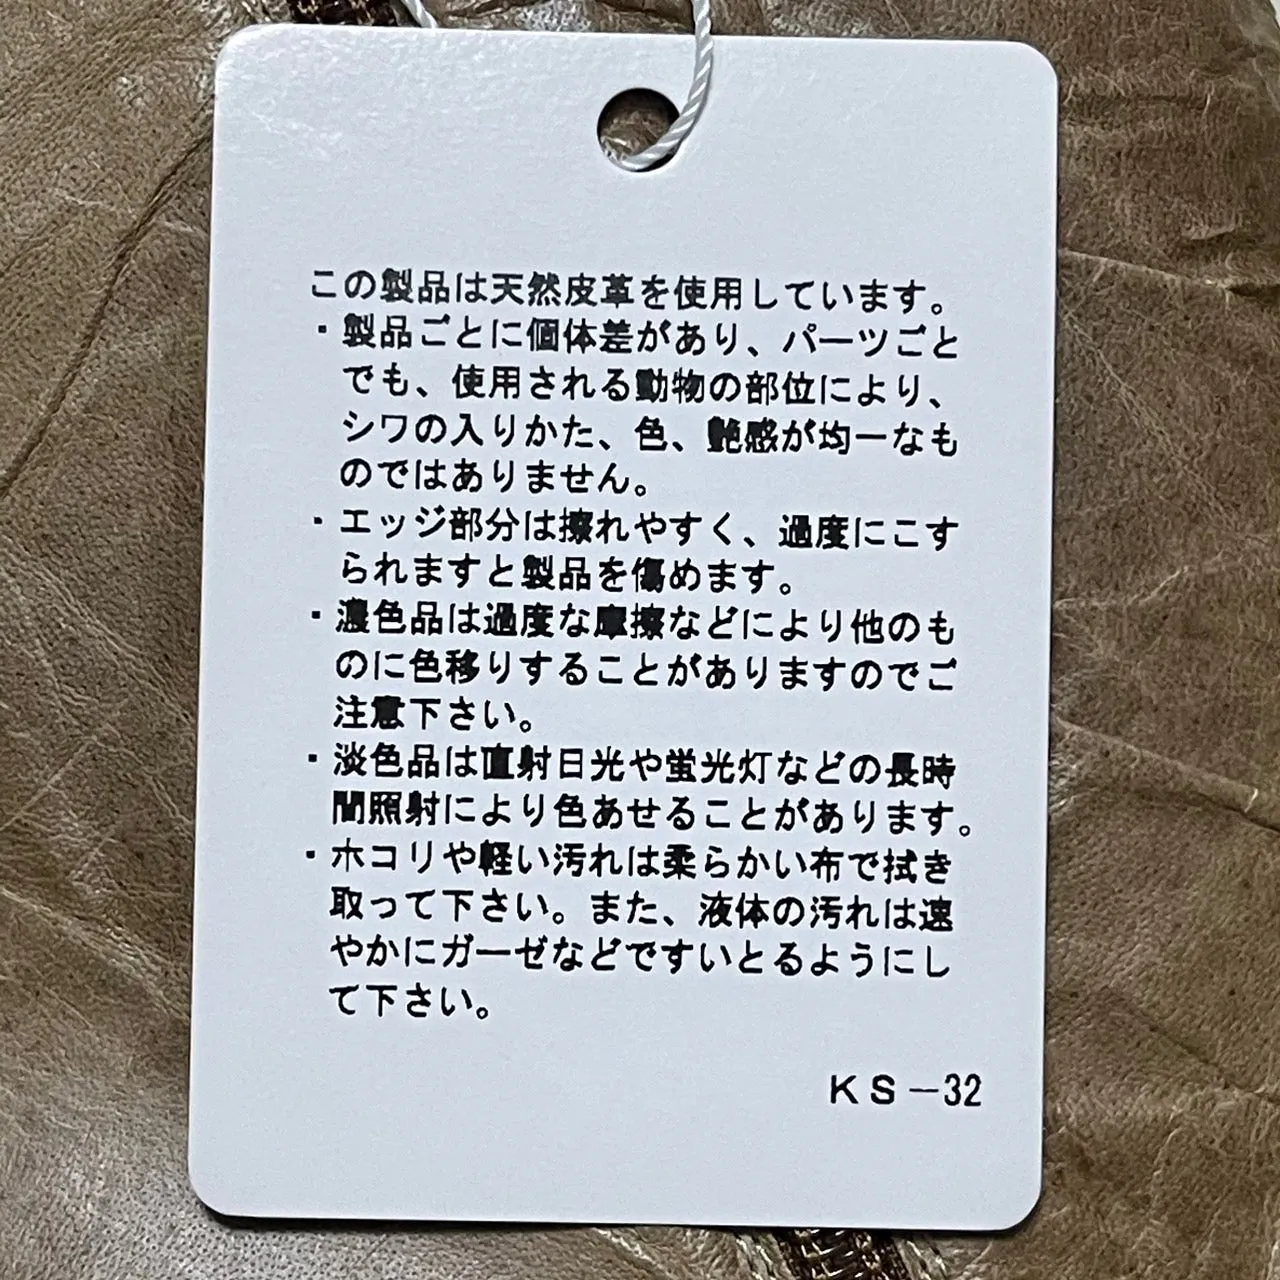 この製品は天然皮革を使用しています。
・製品ごとに個体差があり、パーツごと
でも、使用される動物の部位により、
シワの入りかた、色、艶感が均一なも
のではありません。
・エッジ部分は擦れやすく、過度にこす
られますと製品を傷めます。
・濃色品は過度な摩擦などにより他のも
のに色移りすることがありますのでご
注意下さい。
・淡色品は直射日光や蛍光灯などの長時
間照射により色あせることがあります。
・ホコリや軽い汚れは柔らかい布で拭き
取って下さい。また、液体の汚れは速
やかにガーゼなどですいとるようにし
て下さい。
KS-32